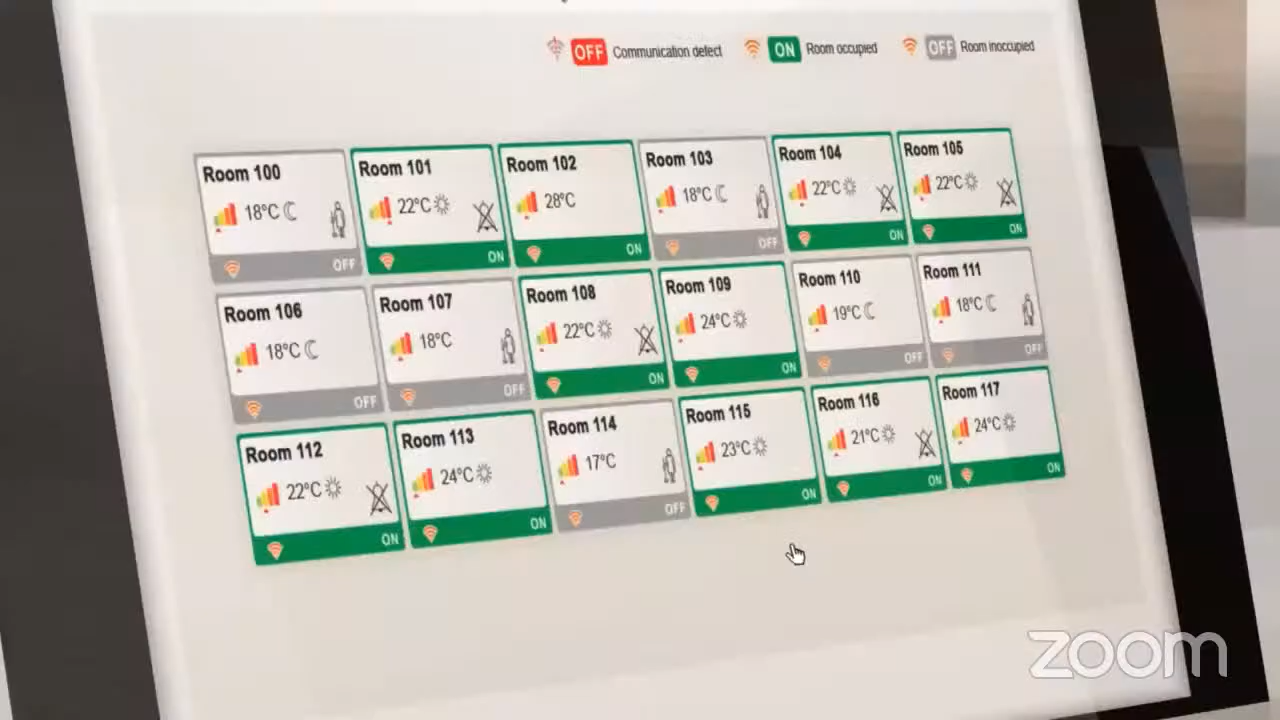 OFF Communication defect ON Room occupied OFF Room inoccupied
Room 100 Room 101 Room 102 Room 103 Room 104 Room 105
18°C 22°C 28°C 18°C 22°C 22°C
OFF ON ON OFF ON ON
Room 106 Room 107 Room 108 Room 109 Room 110 Room 111
18°C 18°C 22°C 24°C 19°C 18°C
OFF OFF ON ON OFF OFF
Room 112 Room 113 Room 114 Room 115 Room 116 Room 117
22°C 24°C 17°C 23°C 21°C 24°C
ON ON OFF ON ON ON
zoom